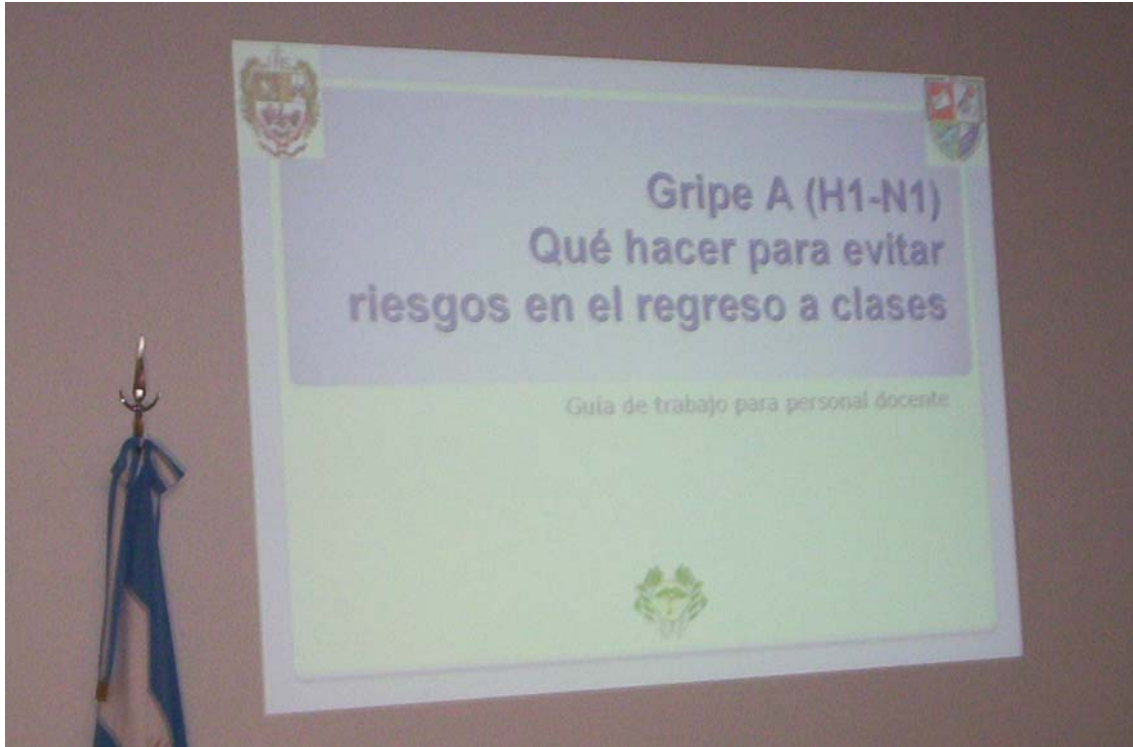 Gripe A (H1-N1)
Qué hacer para evitar
riesgos en el regreso a clases
Guía de trabajo para personal docente